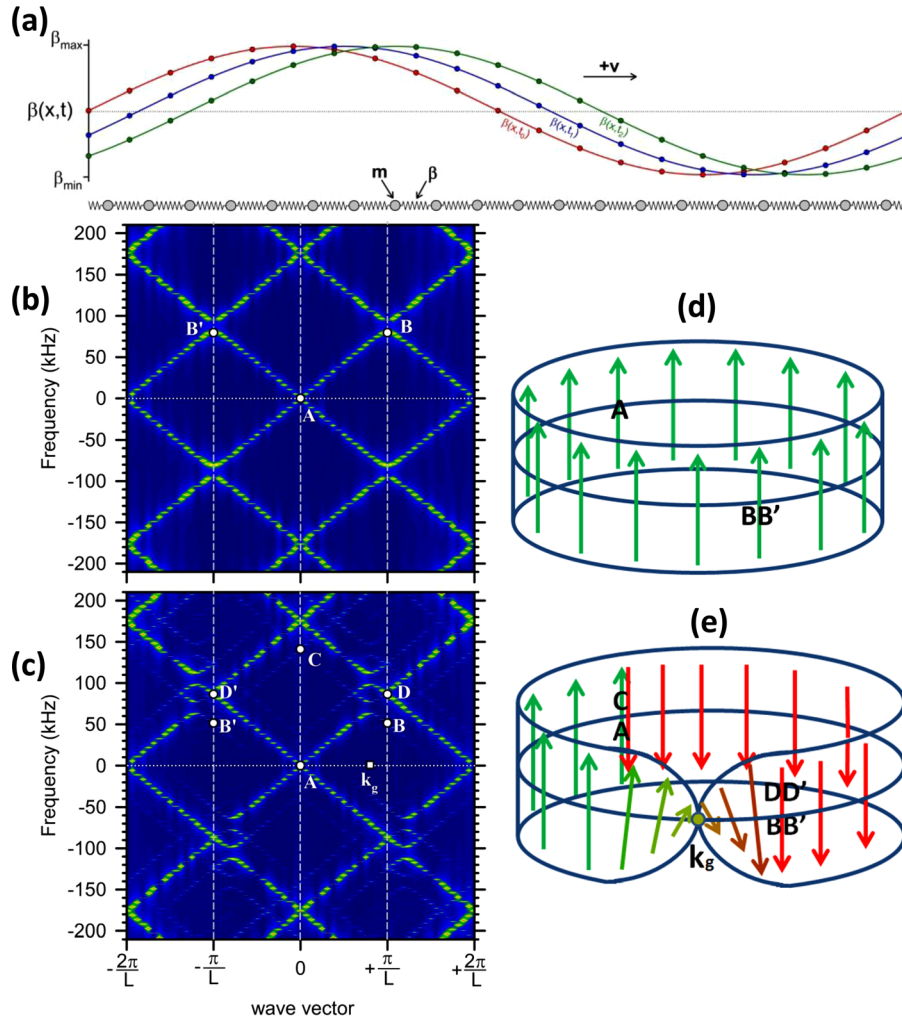 (a)
βmax
+v
β(x,t)
β(x,t₀)
β(x,t₁)
β(x,t₂)
βmin
m
β
(b)
200
150
100
50
0
-50
-100
-150
-200
Frequency (kHz)
B'
B
A
(c)
200
150
100
50
0
-50
-100
-150
-200
Frequency (kHz)
C
D'
D
B'
B
A
kg
-2π/L
-π/L
0
+π/L
+2π/L
wave vector
(d)
A
BB’
(e)
C
A
DD’
BB’
kg